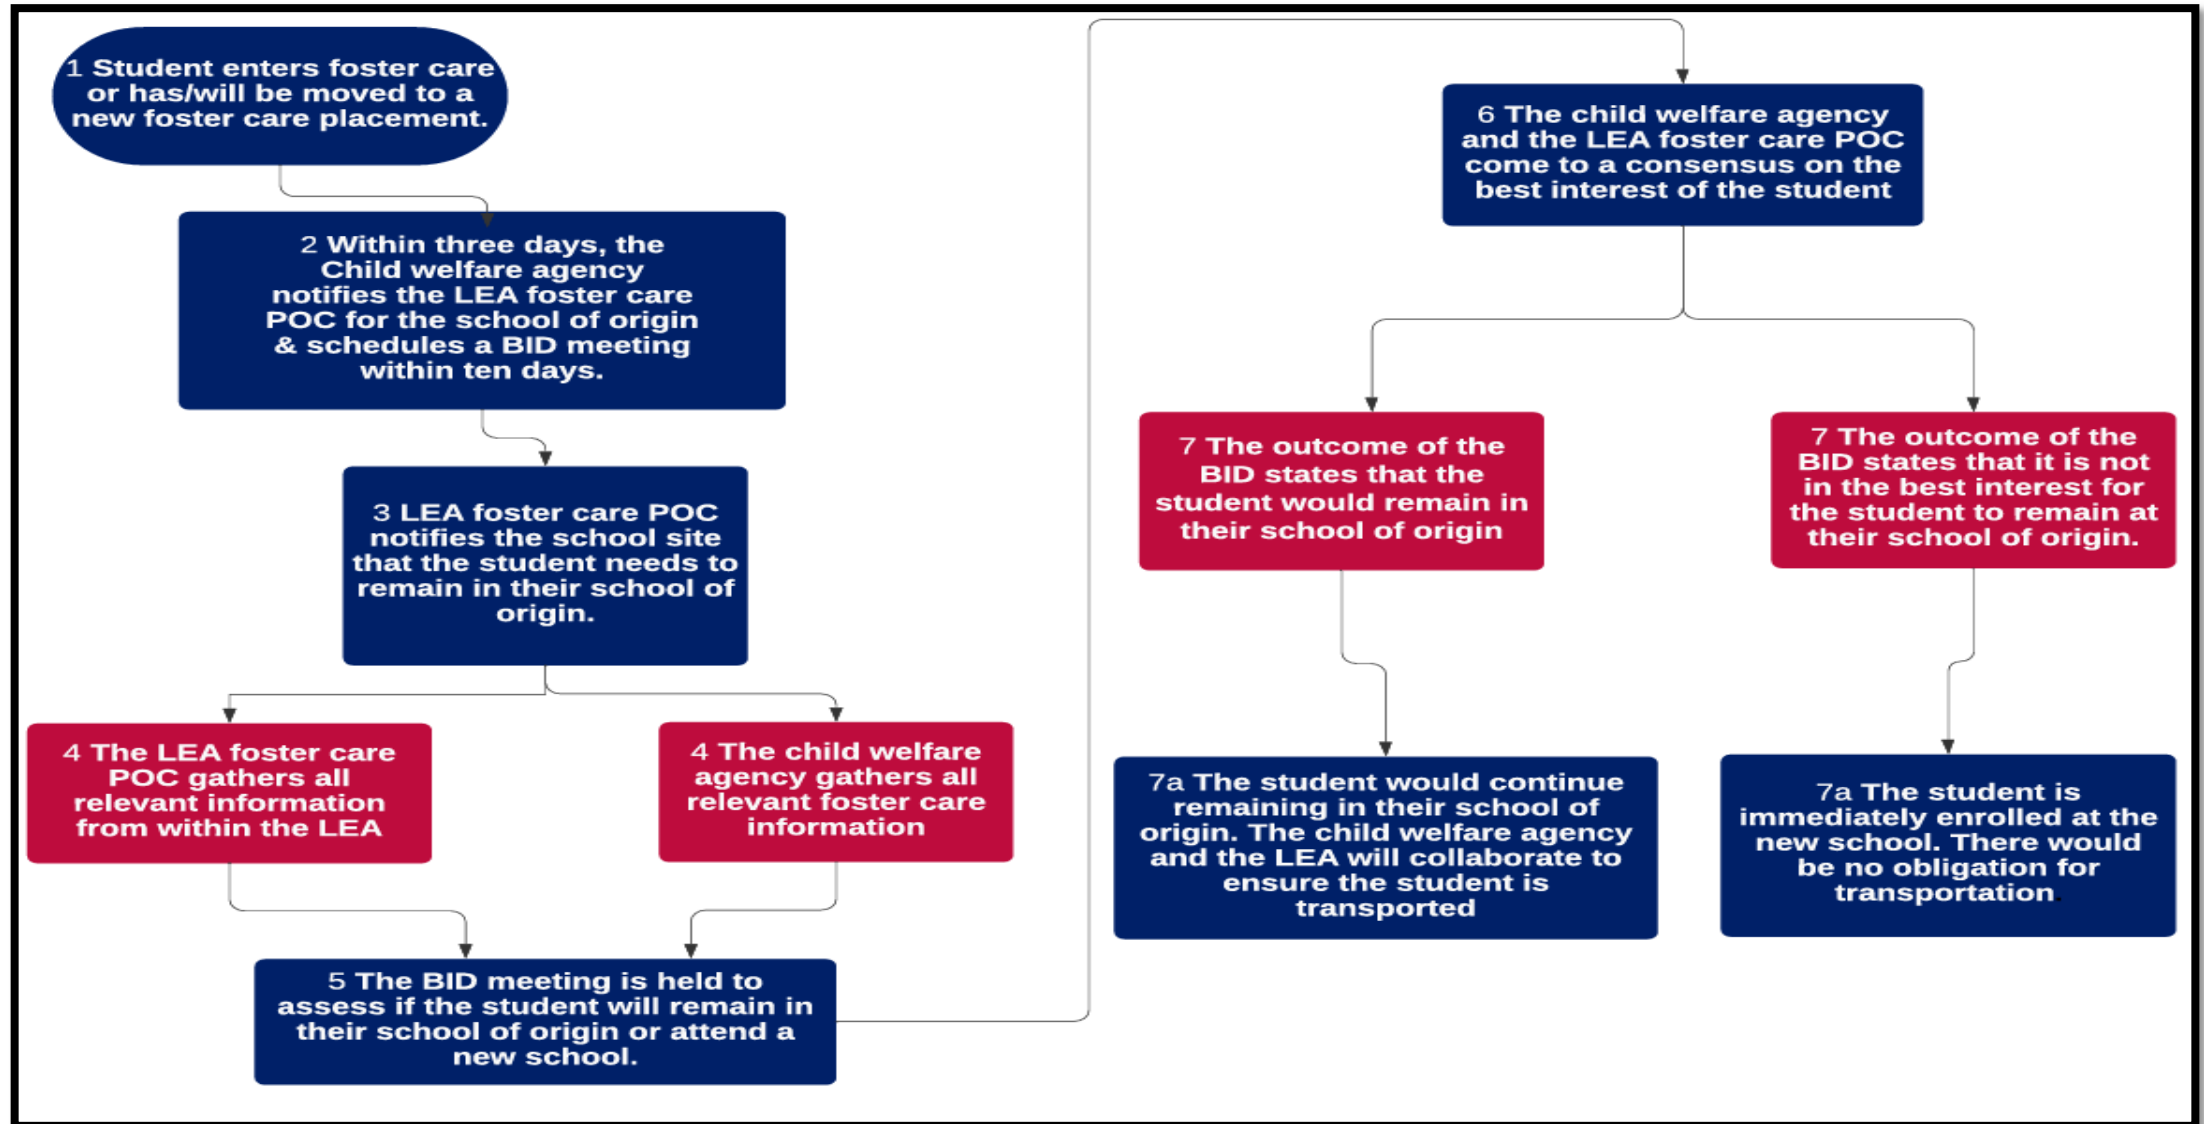 1 Student enters foster care
or has/will be moved to a
new foster care placement.
2 Within three days, the
Child welfare agency
notifies the LEA foster care
POC for the school of origin
& schedules a BID meeting
within ten days.
3 LEA foster care POC
notifies the school site
that the student needs to
remain in their school of
origin.
4 The LEA foster care
POC gathers all
relevant information
from within the LEA
4 The child welfare
agency gathers all
relevant foster care
information
5 The BID meeting is held to
assess if the student will remain in
their school of origin or attend a
new school.
6 The child welfare agency
and the LEA foster care POC
come to a consensus on the
best interest of the student
7 The outcome of the
BID states that the
student would remain in
their school of origin
7 The outcome of the
BID states that it is not
in the best interest for
the student to remain at
their school of origin.
7a The student would continue
remaining in their school of
origin. The child welfare agency
and the LEA will collaborate to
ensure the student is
transported
7a The student is
immediately enrolled at the
new school. There would
be no obligation for
transportation.